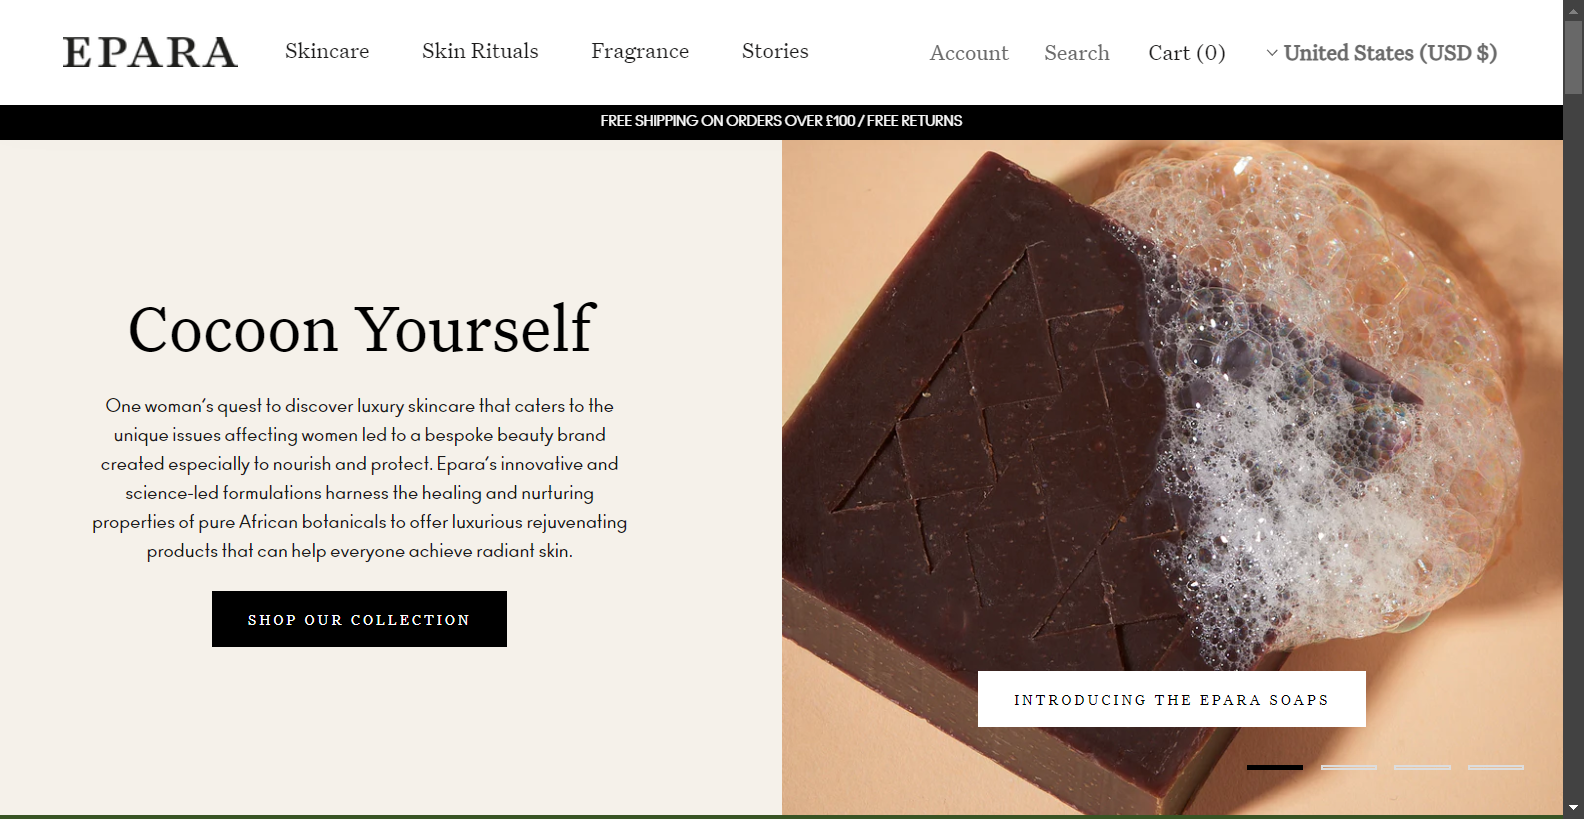 EPARA
Skincare
Skin Rituals
Fragrance
Stories
Account
Search
Cart (0)
United States (USD $)
FREE SHIPPING ON ORDERS OVER £100 / FREE RETURNS
Cocoon Yourself
One woman's quest to discover luxury skincare that caters to the
unique issues affecting women led to a bespoke beauty brand
created especially to nourish and protect. Epara's innovative and
science-led formulations harness the healing and nurturing
properties of pure African botanicals to offer luxurious rejuvenating
products that can help everyone achieve radiant skin.
SHOP OUR COLLECTION
INTRODUCING THE EPARA SOAPS